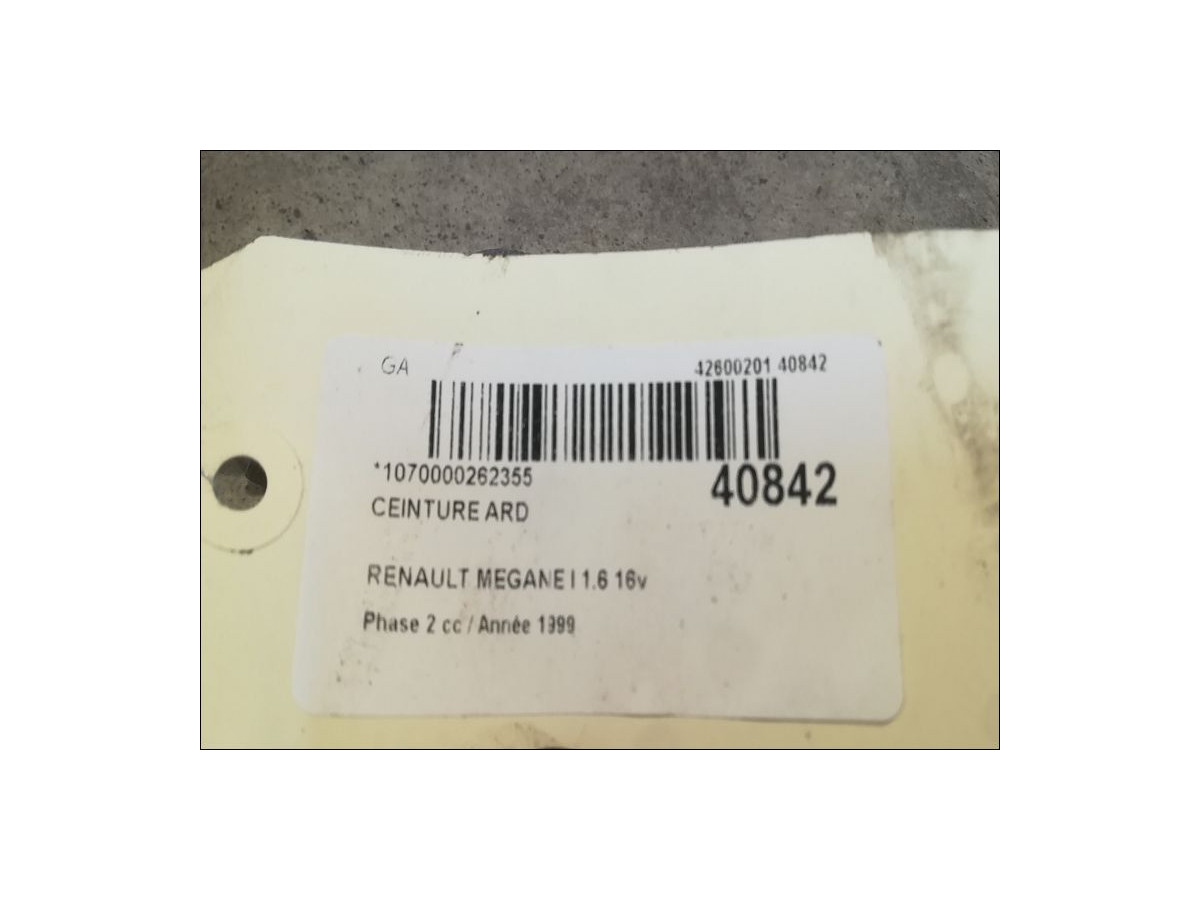 GA
42600201 40842
*1070000262355
40842
CEINTURE ARD
RENAULT MEGANE I 1.6 16v
Phase 2 cc / Année 1999